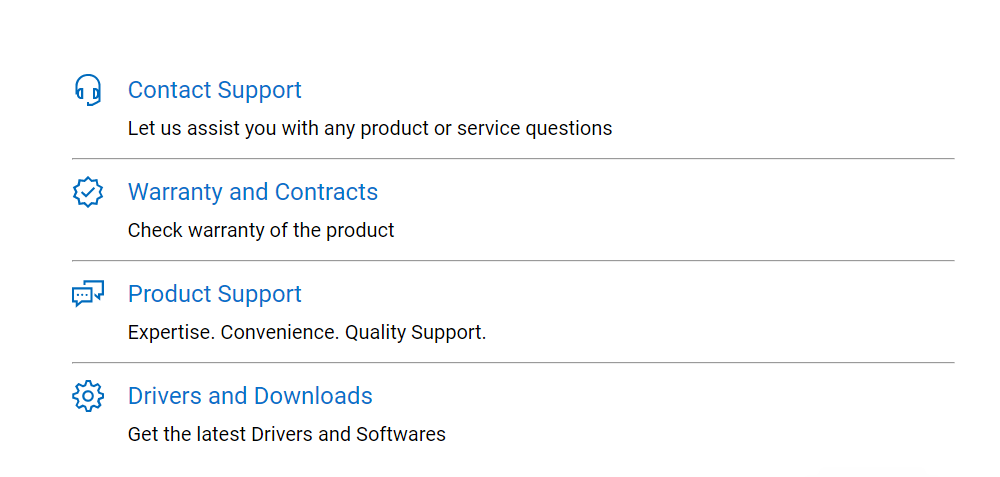 Contact Support
Let us assist you with any product or service questions
Warranty and Contracts
Check warranty of the product
Product Support
Expertise. Convenience. Quality Support.
Drivers and Downloads
Get the latest Drivers and Softwares